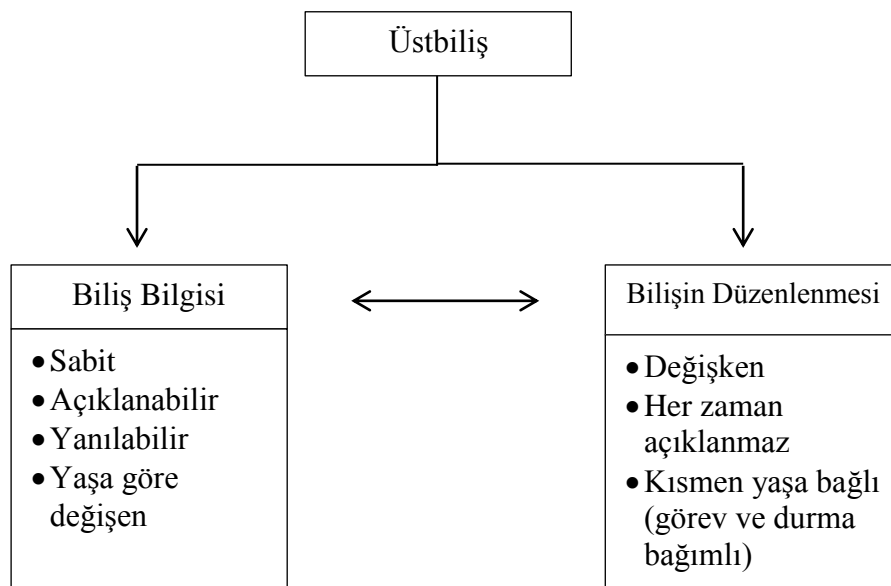 Üstbiliş
Biliş Bilgisi
• Sabit
• Açıklanabilir
• Yanılabilir
• Yaşa göre
değişen
Bilişin Düzenlenmesi
• Değişken
• Her zaman
açıklanmaz
• Kısmen yaşa bağlı
(görev ve durma
bağımlı)